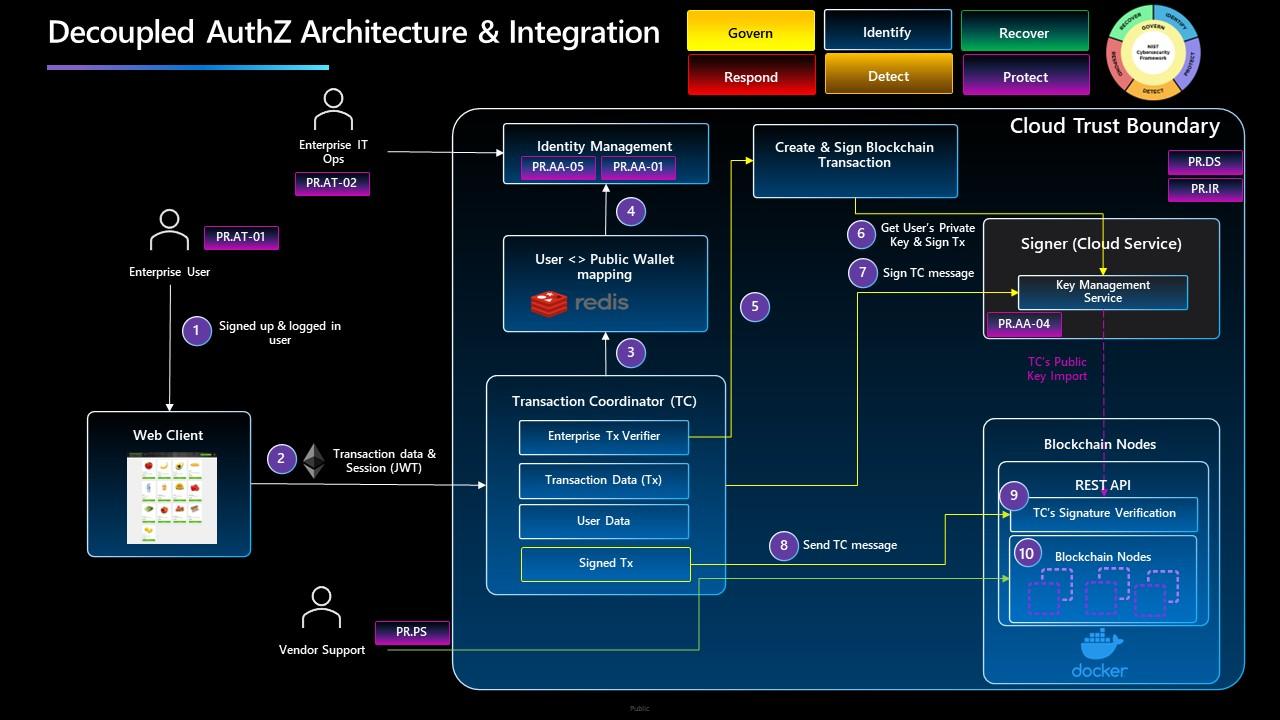 Decoupled AuthZ Architecture & Integration
Govern
Identify
Recover
Respond
Detect
Protect
RECOVER
IDENTIFY
GOVERN
NIST
Cybersecurity
Framework
RESPOND
PROTECT
DETECT
Cloud Trust Boundary
PR.DS
PR.IR
Enterprise IT
Ops
PR.AT-02
Identity Management
PR.AA-05
PR.AA-01
Create & Sign Blockchain
Transaction
Enterprise User
PR.AT-01
4
6
Get User's Private
Key & Sign Tx
7
Sign TC message
Signer (Cloud Service)
Key Management
Service
PR.AA-04
User <> Public Wallet
mapping
redis
5
1
Signed up & logged in
user
3
TC's Public
Key Import
Transaction Coordinator (TC)
Enterprise Tx Verifier
Transaction Data (Tx)
User Data
Signed Tx
Web Client
2
Transaction data &
Session (JWT)
8
Send TC message
Blockchain Nodes
REST API
9
TC's Signature Verification
10
Blockchain Nodes
docker
PR.PS
Vendor Support
Public